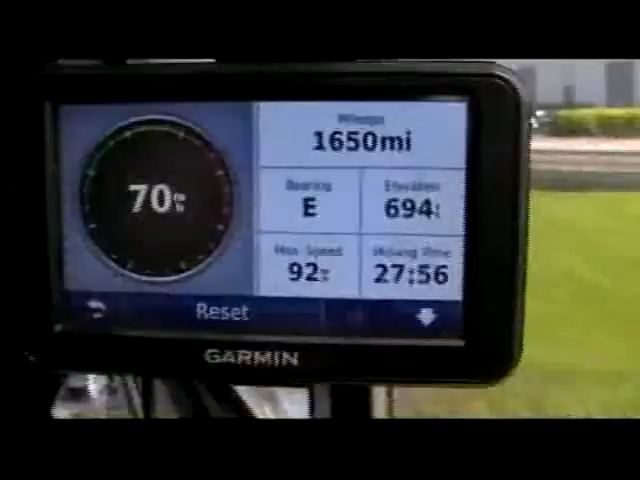 Mileage
1650mi
70
Bearing
E
Elevation
694
Max. Speed
92
Moving Time
27:56
Reset
GARMIN